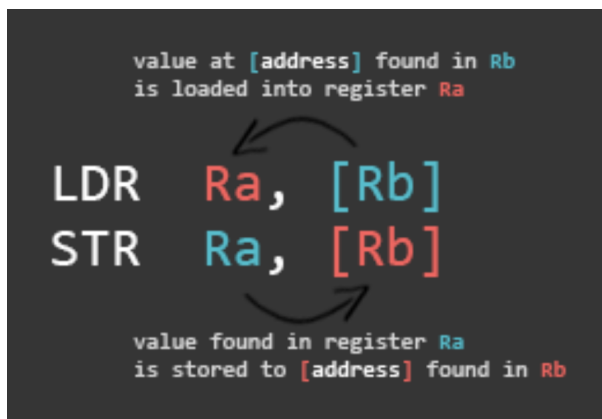 value at [address] found in Rb
is loaded into register Ra
LDR Ra, [Rb]
STR Ra, [Rb]
value found in register Ra
is stored to [address] found in Rb